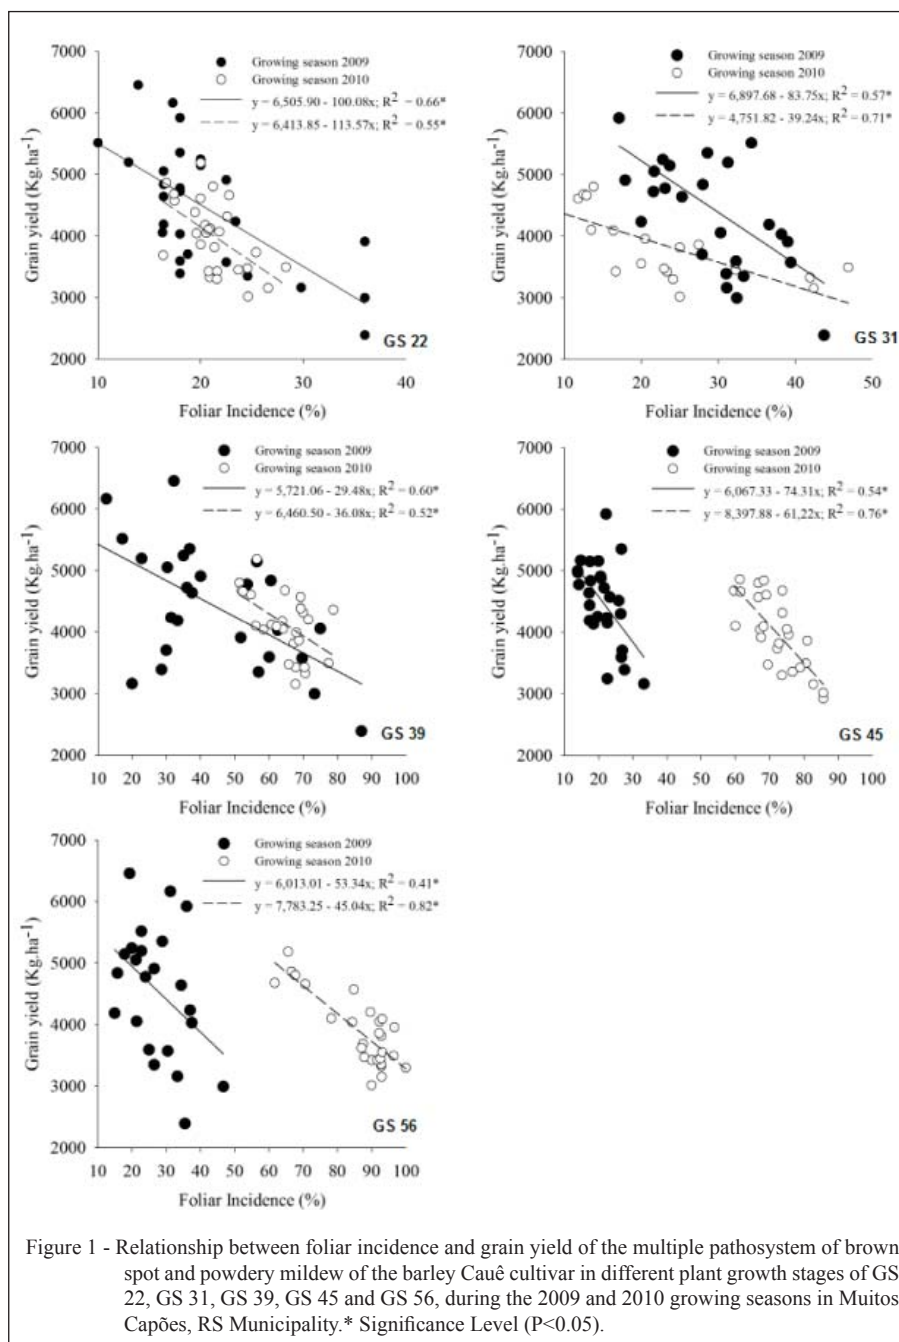 7000
6000
5000
4000
3000
2000
Grain yield (Kg.ha⁻¹)
Growing season 2009
Growing season 2010
y = 6,505.90 - 100.08x; R² = 0.66*
y = 6,413.85 - 113.57x; R² = 0.55*
GS 22
10 20 30 40
Foliar Incidence (%)
7000
6000
5000
4000
3000
2000
Grain yield (Kg.ha⁻¹)
Growing season 2009
Growing season 2010
y = 6,897.68 - 83.75x; R² = 0.57*
y = 4,751.82 - 39.24x; R² = 0.71*
GS 31
10 20 30 40 50
Foliar Incidence (%)
7000
6000
5000
4000
3000
2000
Grain yield (Kg.ha⁻¹)
Growing season 2009
Growing season 2010
y = 5,721.06 - 29.48x; R² = 0.60*
y = 6,460.50 - 36.08x; R² = 0.52*
GS 39
10 20 30 40 50 60 70 80 90 100
Foliar Incidence (%)
7000
6000
5000
4000
3000
2000
Grain yield (Kg.ha⁻¹)
Growing season 2009
Growing season 2010
y = 6,067.33 - 74.31x; R² = 0.54*
y = 8,397.88 - 61,22x; R² = 0.76*
GS 45
10 20 30 40 50 60 70 80 90 100
Foliar Incidence (%)
7000
6000
5000
4000
3000
2000
Grain yield (Kg.ha⁻¹)
Growing season 2009
Growing season 2010
y = 6,013.01 - 53.34x; R² = 0.41*
y = 7,783.25 - 45.04x; R² = 0.82*
GS 56
10 20 30 40 50 60 70 80 90 100
Foliar Incidence (%)
Figure 1 - Relationship between foliar incidence and grain yield of the multiple pathosystem of brown
spot and powdery mildew of the barley Cauê cultivar in different plant growth stages of GS
22, GS 31, GS 39, GS 45 and GS 56, during the 2009 and 2010 growing seasons in Muitos
Capões, RS Municipality.* Significance Level (P<0.05).